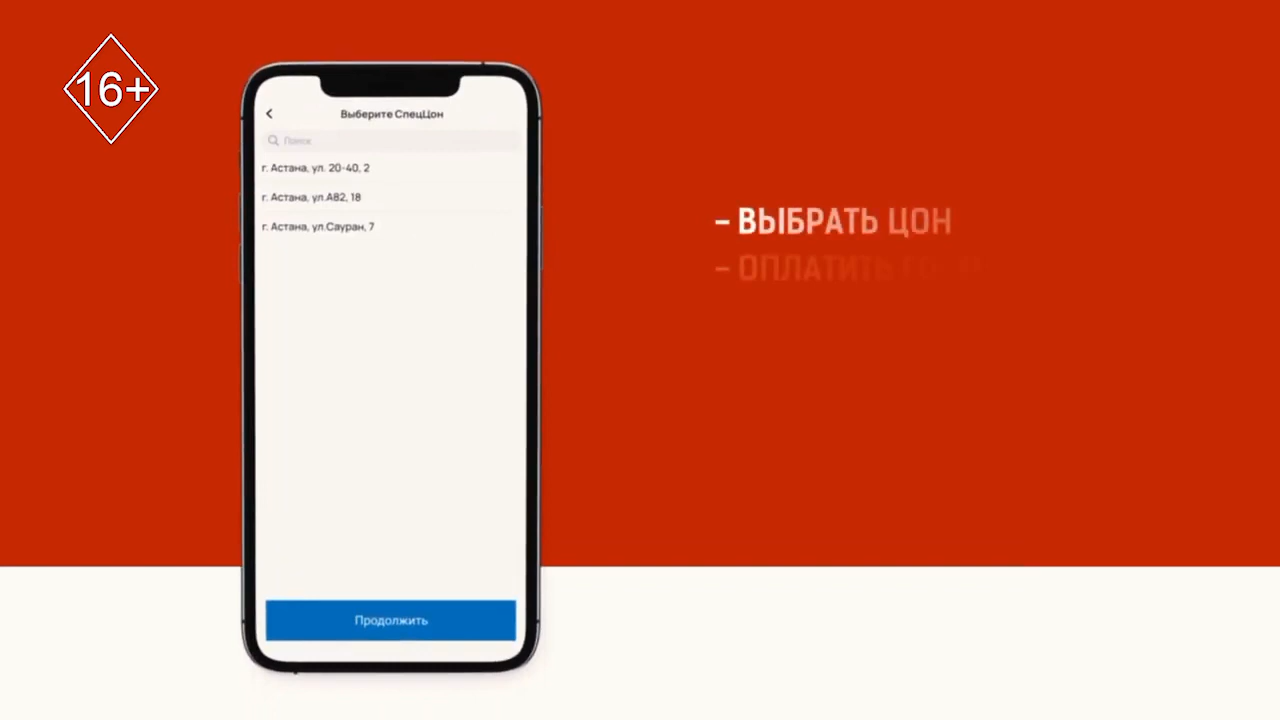 16+
Выберите СпецЦон
Поиск
г. Астана, ул. 20-40, 2
г. Астана, ул.А82, 18
г. Астана, ул.Сауран, 7
Продолжить
– ВЫБРАТЬ ЦОН
– ОПЛАТИТЬ